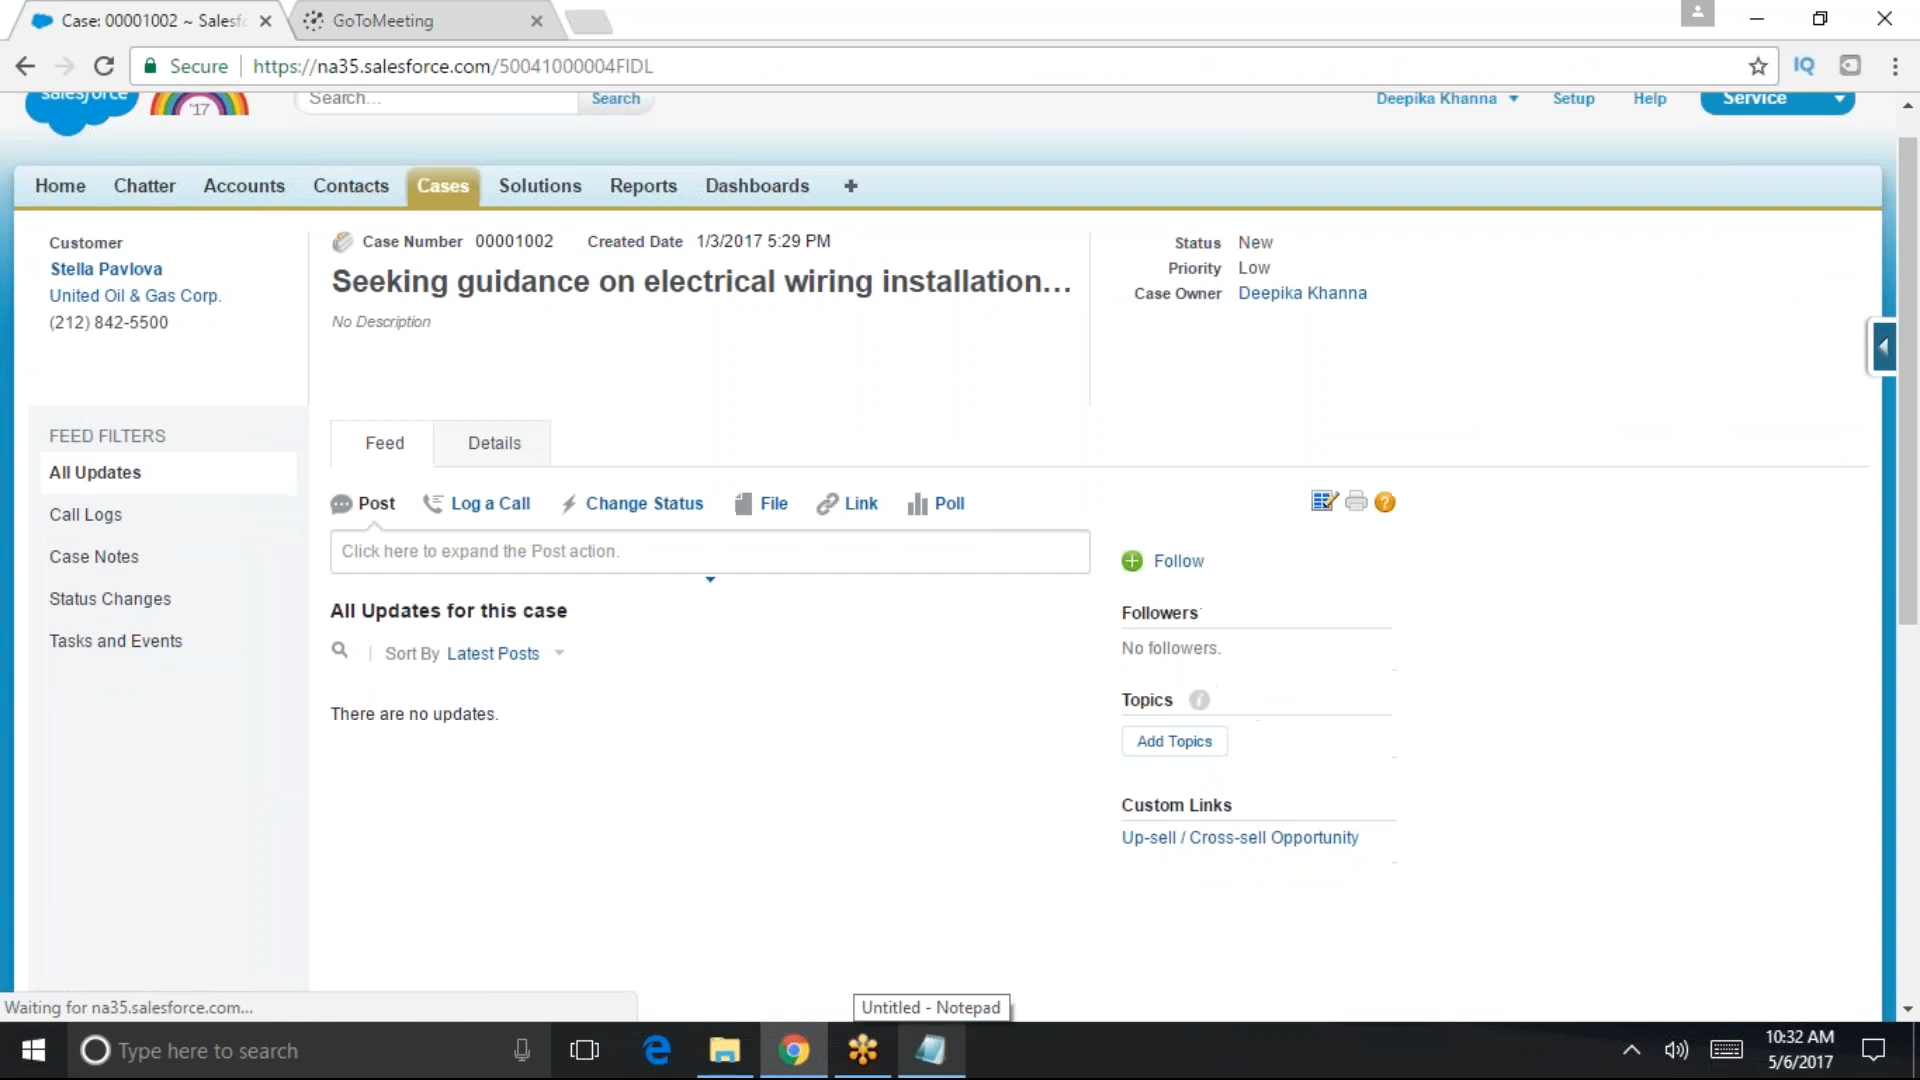 Case: 00001002 ~ Salesfo
GoToMeeting
Secure
https://na35.salesforce.com/50041000004FIDL
IQ
salesforce
'17
Search...
Search
Deepika Khanna
Setup
Help
Service
Home
Chatter
Accounts
Contacts
Cases
Solutions
Reports
Dashboards
Customer
Stella Pavlova
United Oil & Gas Corp.
(212) 842-5500
Case Number 00001002
Created Date 1/3/2017 5:29 PM
Seeking guidance on electrical wiring installation...
No Description
Status New
Priority Low
Case Owner Deepika Khanna
FEED FILTERS
All Updates
Call Logs
Case Notes
Status Changes
Tasks and Events
Feed
Details
Post
Log a Call
Change Status
File
Link
Poll
Click here to expand the Post action.
All Updates for this case
Sort By Latest Posts
There are no updates.
Follow
Followers
No followers.
Topics
Add Topics
Custom Links
Up-sell / Cross-sell Opportunity
Waiting for na35.salesforce.com...
Untitled - Notepad
Type here to search
10:32 AM
5/6/2017